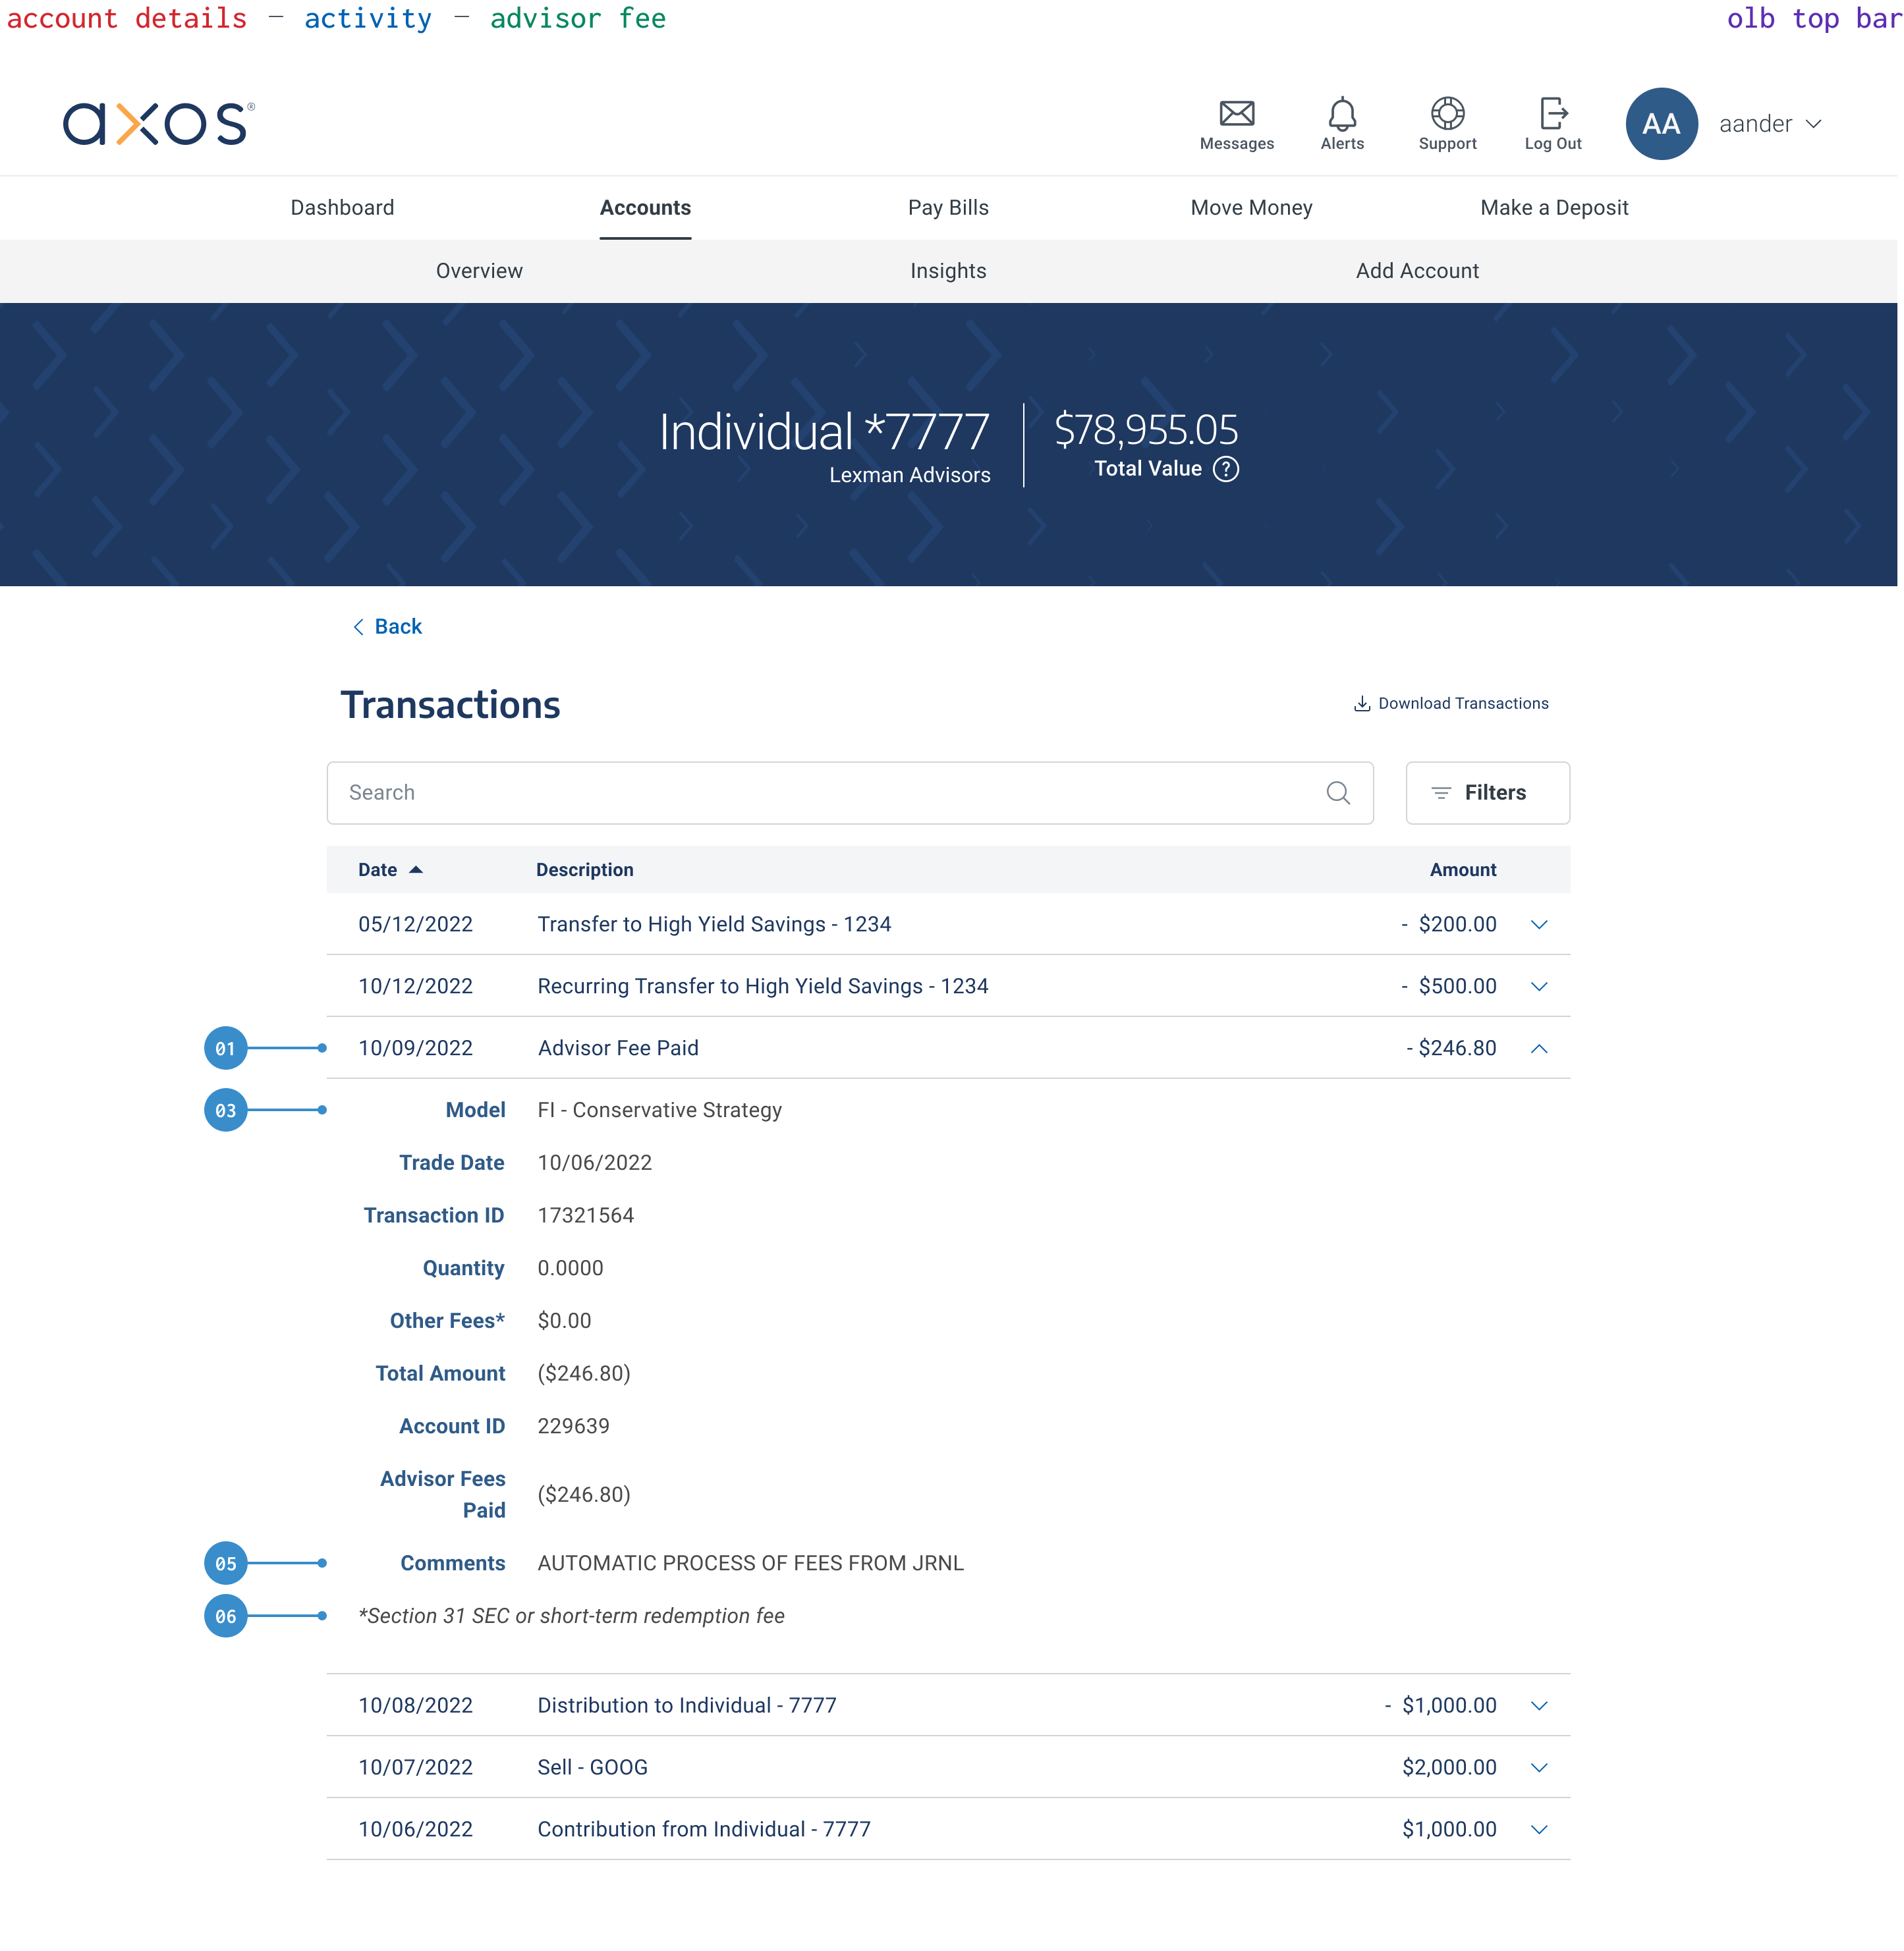 account details – activity – advisor fee
olb top bar
axos®
Messages
Alerts
Support
Log Out
AA
aander
Dashboard
Accounts
Pay Bills
Move Money
Make a Deposit
Overview
Insights
Add Account
Individual *7777
Lexman Advisors
$78,955.05
Total Value ?
Back
Transactions
Download Transactions
Search
Filters
Date Description Amount
05/12/2022 Transfer to High Yield Savings - 1234 - $200.00
10/12/2022 Recurring Transfer to High Yield Savings - 1234 - $500.00
01 10/09/2022 Advisor Fee Paid - $246.80
03 Model FI - Conservative Strategy
Trade Date 10/06/2022
Transaction ID 17321564
Quantity 0.0000
Other Fees* $0.00
Total Amount ($246.80)
Account ID 229639
Advisor Fees
Paid
($246.80)
05 Comments AUTOMATIC PROCESS OF FEES FROM JRNL
06 *Section 31 SEC or short-term redemption fee
10/08/2022 Distribution to Individual - 7777 - $1,000.00
10/07/2022 Sell - GOOG $2,000.00
10/06/2022 Contribution from Individual - 7777 $1,000.00